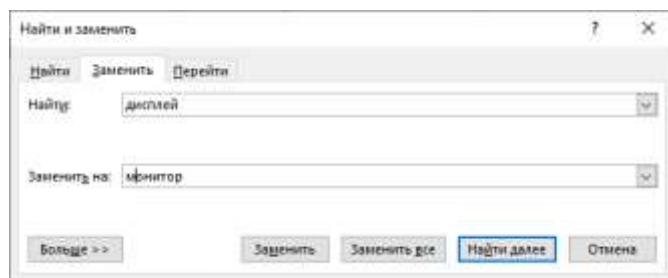 Найти и заменить ? ×
Найти Заменить Перейти
Найти: дисплей
Заменить на: монитор
Больше >> Заменить Заменить все Найти далее Отмена